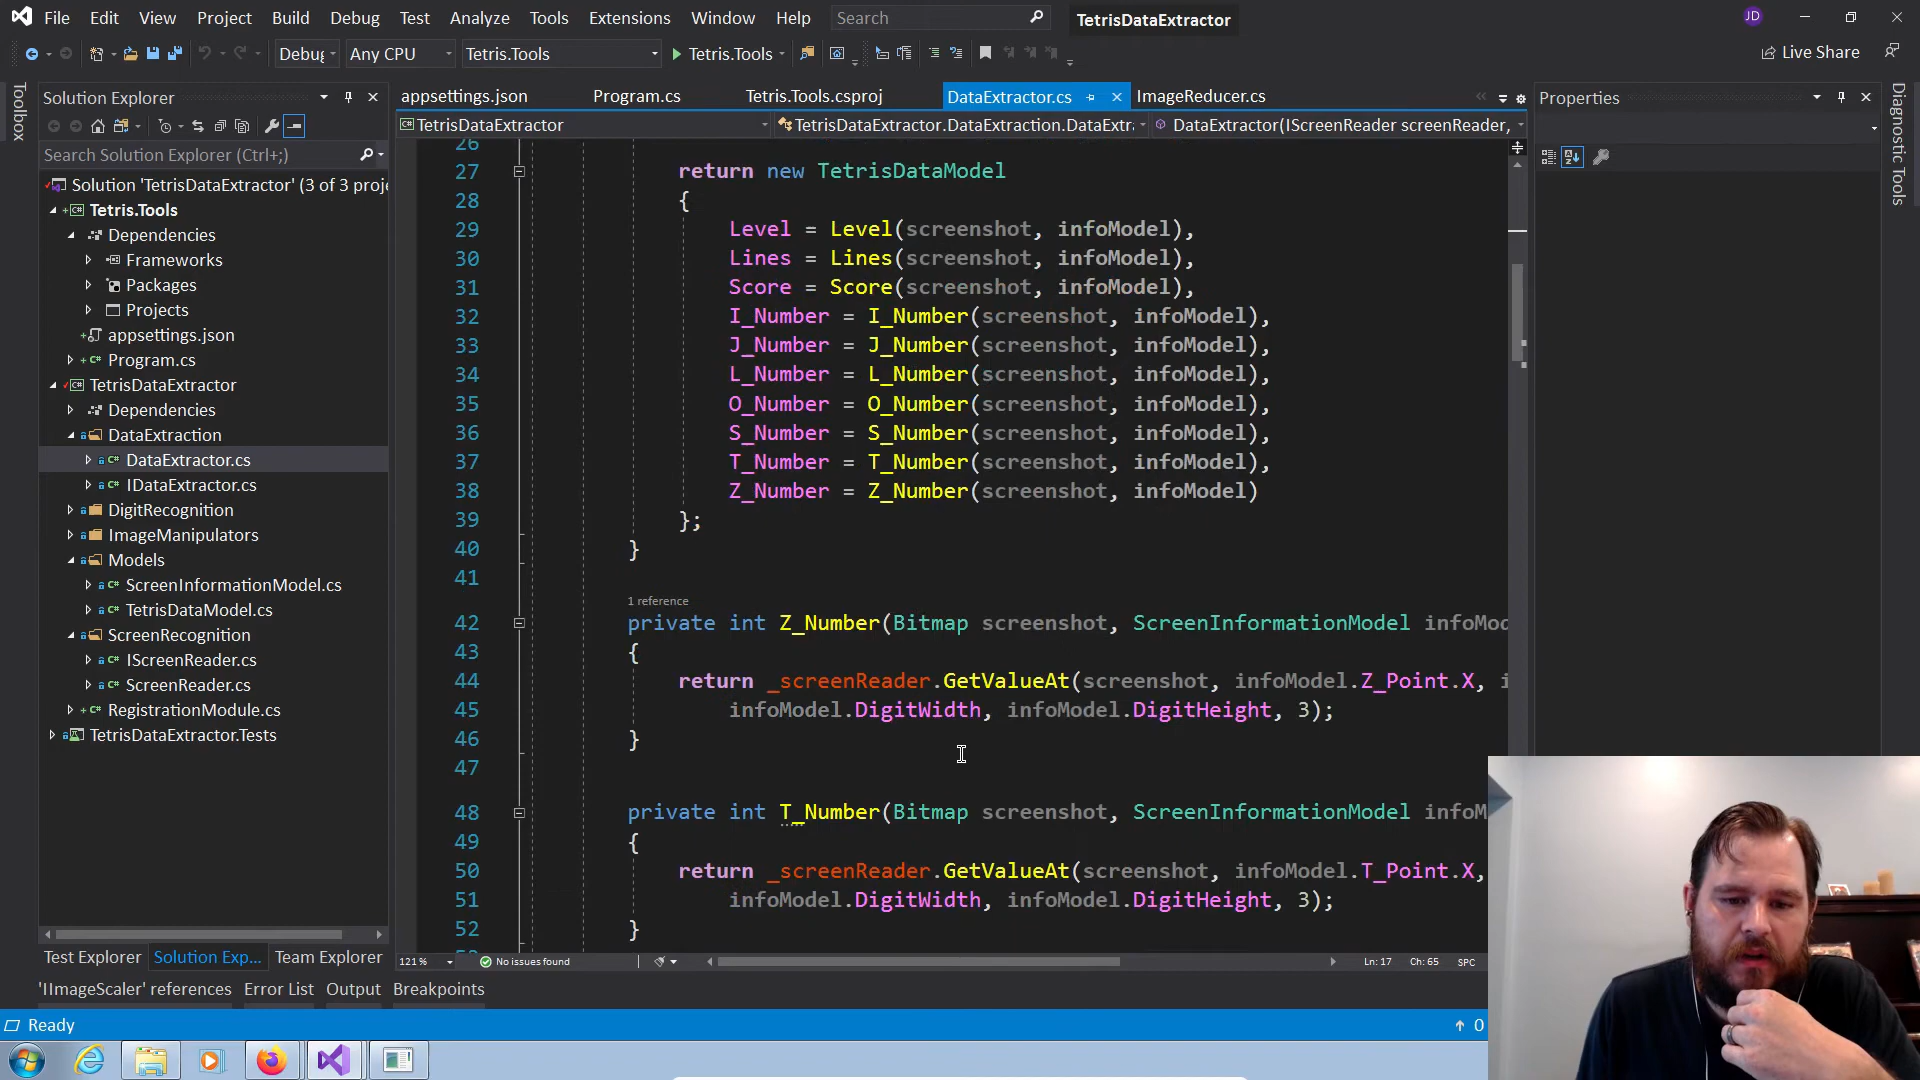 File Edit View Project Build Debug Test Analyze Tools Extensions Window Help Search TetrisDataExtractor JD
Debug Any CPU Tetris.Tools Tetris.Tools Live Share
Toolbox
Solution Explorer
Search Solution Explorer (Ctrl+;)
Solution 'TetrisDataExtractor' (3 of 3 proj
Tetris.Tools
Dependencies
Frameworks
Packages
Projects
appsettings.json
Program.cs
TetrisDataExtractor
Dependencies
DataExtraction
DataExtractor.cs
IDataExtractor.cs
DigitRecognition
ImageManipulators
Models
ScreenInformationModel.cs
TetrisDataModel.cs
ScreenRecognition
IScreenReader.cs
ScreenReader.cs
RegistrationModule.cs
TetrisDataExtractor.Tests
Test Explorer Solution Exp... Team Explorer
appsettings.json Program.cs Tetris.Tools.csproj DataExtractor.cs ImageReducer.cs
TetrisDataExtractor TetrisDataExtractor.DataExtraction.DataExtr DataExtractor(IScreenReader screenReader,
26
27 return new TetrisDataModel
28 {
29 Level = Level(screenshot, infoModel),
30 Lines = Lines(screenshot, infoModel),
31 Score = Score(screenshot, infoModel),
32 I_Number = I_Number(screenshot, infoModel),
33 J_Number = J_Number(screenshot, infoModel),
34 L_Number = L_Number(screenshot, infoModel),
35 O_Number = O_Number(screenshot, infoModel),
36 S_Number = S_Number(screenshot, infoModel),
37 T_Number = T_Number(screenshot, infoModel),
38 Z_Number = Z_Number(screenshot, infoModel)
39 };
40 }
41
1 reference
42 private int Z_Number(Bitmap screenshot, ScreenInformationModel infoMod
43 {
44 return _screenReader.GetValueAt(screenshot, infoModel.Z_Point.X, i
45 infoModel.DigitWidth, infoModel.DigitHeight, 3);
46 }
47
48 private int T_Number(Bitmap screenshot, ScreenInformationModel infoM
49 {
50 return _screenReader.GetValueAt(screenshot, infoModel.T_Point.X,
51 infoModel.DigitWidth, infoModel.DigitHeight, 3);
52 }
121 % No issues found Ln: 17 Ch: 65 SPC
Properties
Diagnostic Tools
'IImageScaler' references Error List Output Breakpoints
Ready 0